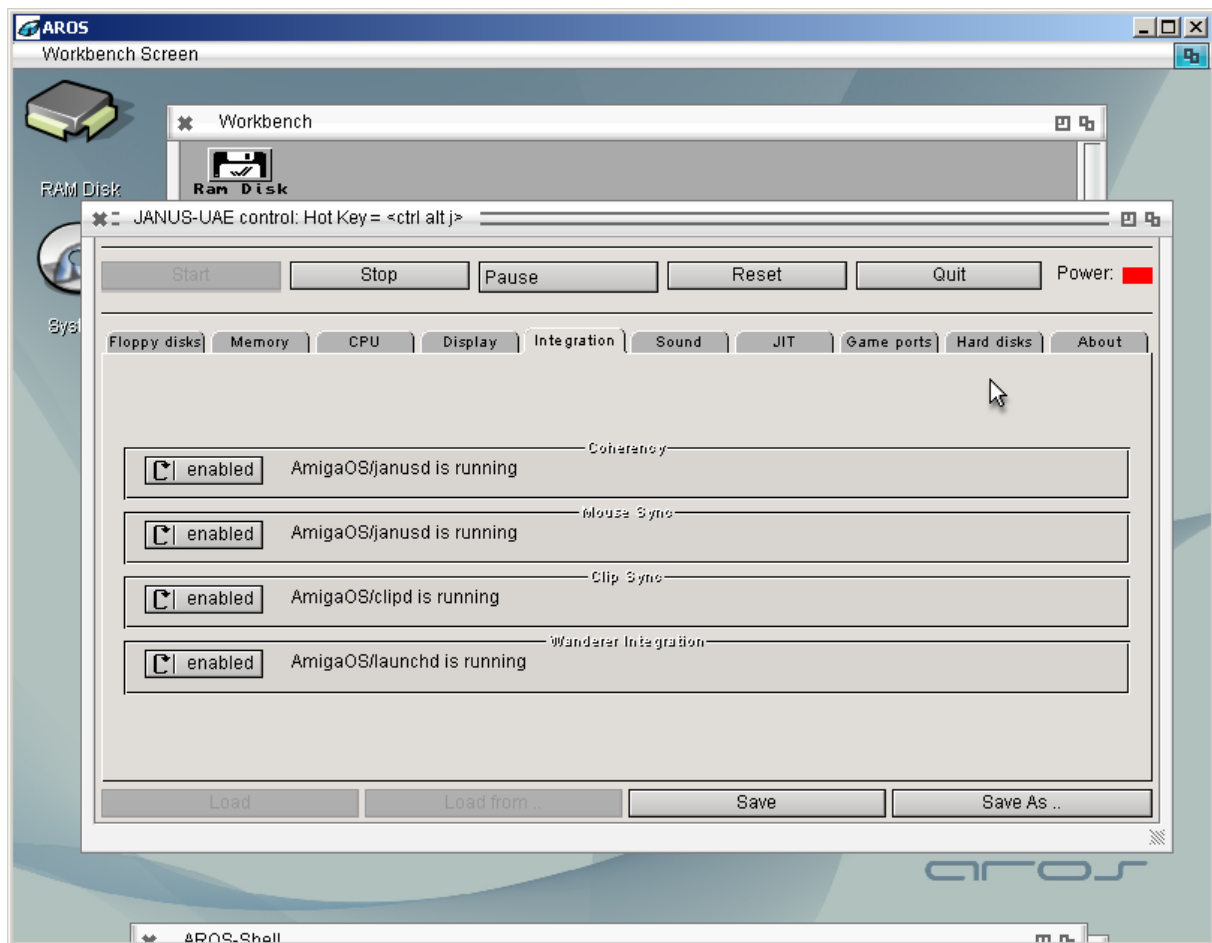 AROS
Workbench Screen
Workbench
RAM Disk
Ram Disk
JANUS-UAE control: Hot Key = <ctrl alt j>
Start Stop Pause Reset Quit Power:
Syst
Floppy disks Memory CPU Display Integration Sound JIT Game ports Hard disks About
Coherency
enabled AmigaOS/janusd is running
Mouse Sync
enabled AmigaOS/janusd is running
Clip Sync
enabled AmigaOS/clipd is running
Wanderer Integration
enabled AmigaOS/launchd is running
Load Load from .. Save Save As ..
aros
AROS-Shell